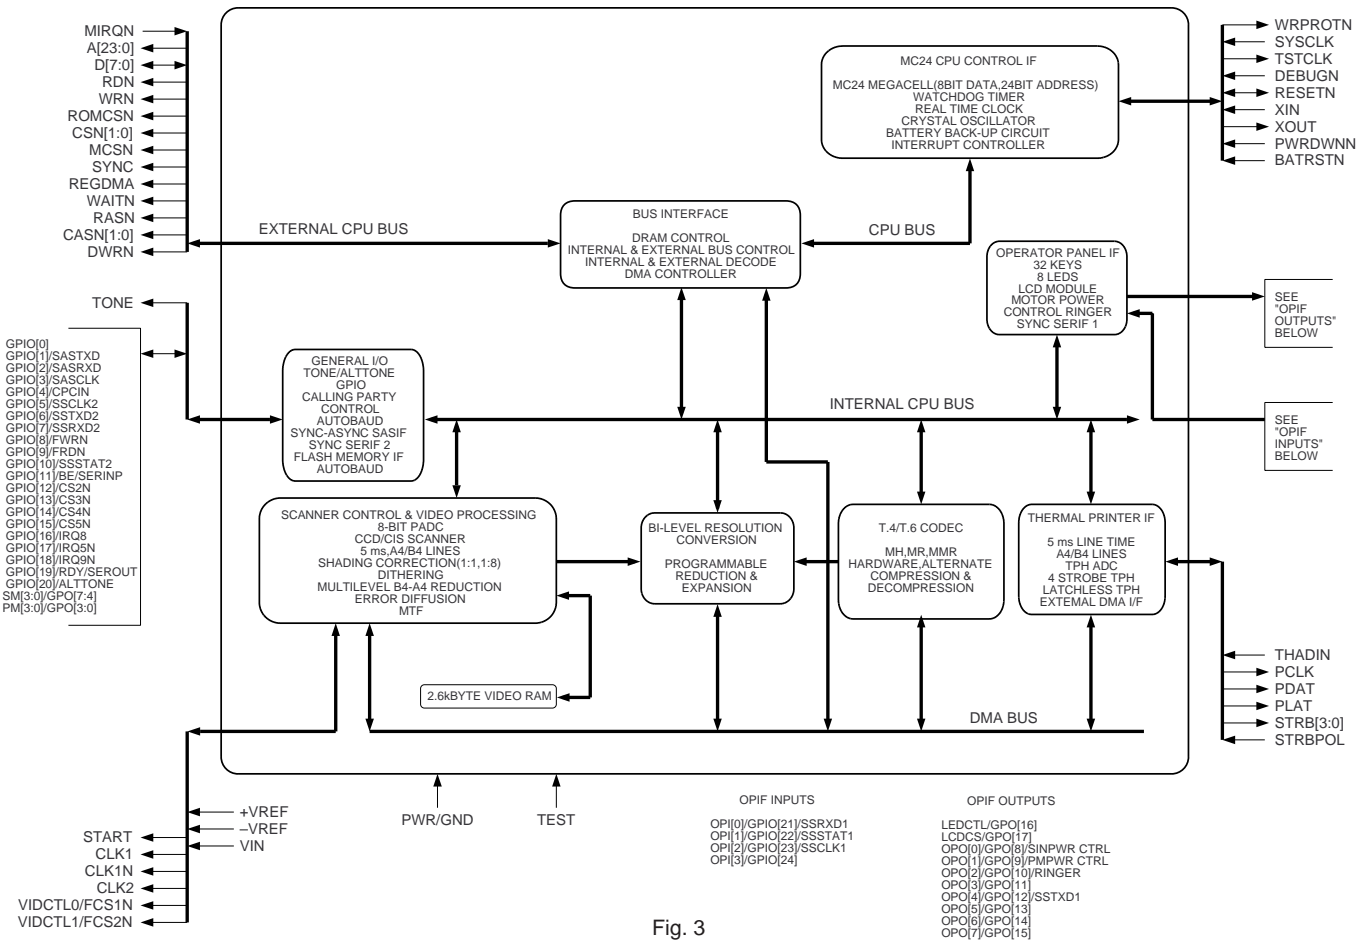 MIRQN
A[23:0]
D[7:0]
RDN
WRN
ROMCSN
CSN[1:0]
MCSN
SYNC
REGDMA
WAITN
RASN
CASN[1:0]
DWRN
TONE
GPIO[0]
GPIO[1]/SASTXD
GPIO[2]/SASRXD
GPIO[3]/SASCLK
GPIO[4]/CPCIN
GPIO[5]/SSCLK2
GPIO[6]/SSTXD2
GPIO[7]/SSRXD2
GPIO[8]/FWRN
GPIO[9]/FRDN
GPIO[10]/SSSTAT2
GPIO[11]/BE/SERINP
GPIO[12]/CS2N
GPIO[13]/CS3N
GPIO[14]/CS4N
GPIO[15]/CS5N
GPIO[16]/IRQ8
GPIO[17]/IRQ5N
GPIO[18]/IRQ9N
GPIO[19]/RDY/SEROUT
GPIO[20]/ALTTONE
SM[3:0]/GPO[7:4]
PM[3:0]/GPO[3:0]
EXTERNAL CPU BUS
BUS INTERFACE
DRAM CONTROL
INTERNAL & EXTERNAL BUS CONTROL
INTERNAL & EXTERNAL DECODE
DMA CONTROLLER
CPU BUS
MC24 CPU CONTROL IF
MC24 MEGACELL(8BIT DATA,24BIT ADDRESS)
WATCHDOG TIMER
REAL TIME CLOCK
CRYSTAL OSCILLATOR
BATTERY BACK-UP CIRCUIT
INTERRUPT CONTROLLER
WRPROTN
SYSCLK
TSTCLK
DEBUGN
RESETN
XIN
XOUT
PWRDWNN
BATRSTN
OPERATOR PANEL IF
32 KEYS
8 LEDS
LCD MODULE
MOTOR POWER
CONTROL RINGER
SYNC SERIF 1
SEE
"OPIF
OUTPUTS"
BELOW
SEE
"OPIF
INPUTS"
BELOW
GENERAL I/O
TONE/ALTTONE
GPIO
CALLING PARTY
CONTROL
AUTOBAUD
SYNC-ASYNC SASIF
SYNC SERIF 2
FLASH MEMORY IF
AUTOBAUD
INTERNAL CPU BUS
SCANNER CONTROL & VIDEO PROCESSING
8-BIT PADC
CCD/CIS SCANNER
5 ms,A4/B4 LINES
SHADING CORRECTION(1:1,1:8)
DITHERING
MULTILEVEL B4-A4 REDUCTION
ERROR DIFFUSION
MTF
BI-LEVEL RESOLUTION
CONVERSION
PROGRAMMABLE
REDUCTION &
EXPANSION
T.4/T.6 CODEC
MH,MR,MMR
HARDWARE,ALTERNATE
COMPRESSION &
DECOMPRESSION
THERMAL PRINTER IF
5 ms LINE TIME
A4/B4 LINES
TPH ADC
4 STROBE TPH
LATCHLESS TPH
EXTEMAL DMA I/F
2.6kBYTE VIDEO RAM
DMA BUS
THADIN
PCLK
PDAT
PLAT
STRB[3:0]
STRBPOL
+VREF
–VREF
VIN
START
CLK1
CLK1N
CLK2
VIDCTL0/FCS1N
VIDCTL1/FCS2N
PWR/GND
TEST
OPIF INPUTS
OPI[0]/GPIO[21]/SSRXD1
OPI[1]/GPIO[22]/SSSTAT1
OPI[2]/GPIO[23]/SSCLK1
OPI[3]/GPIO[24]
OPIF OUTPUTS
LEDCTL/GPO[16]
LCDCS/GPO[17]
OPO[0]/GPO[8]/SINPWR CTRL
OPO[1]/GPO[9]/PMPWR CTRL
OPO[2]/GPO[10]/RINGER
OPO[3]/GPO[11]
OPO[4]/GPO[12]/SSTXD1
OPO[5]/GPO[13]
OPO[6]/GPO[14]
OPO[7]/GPO[15]
Fig. 3